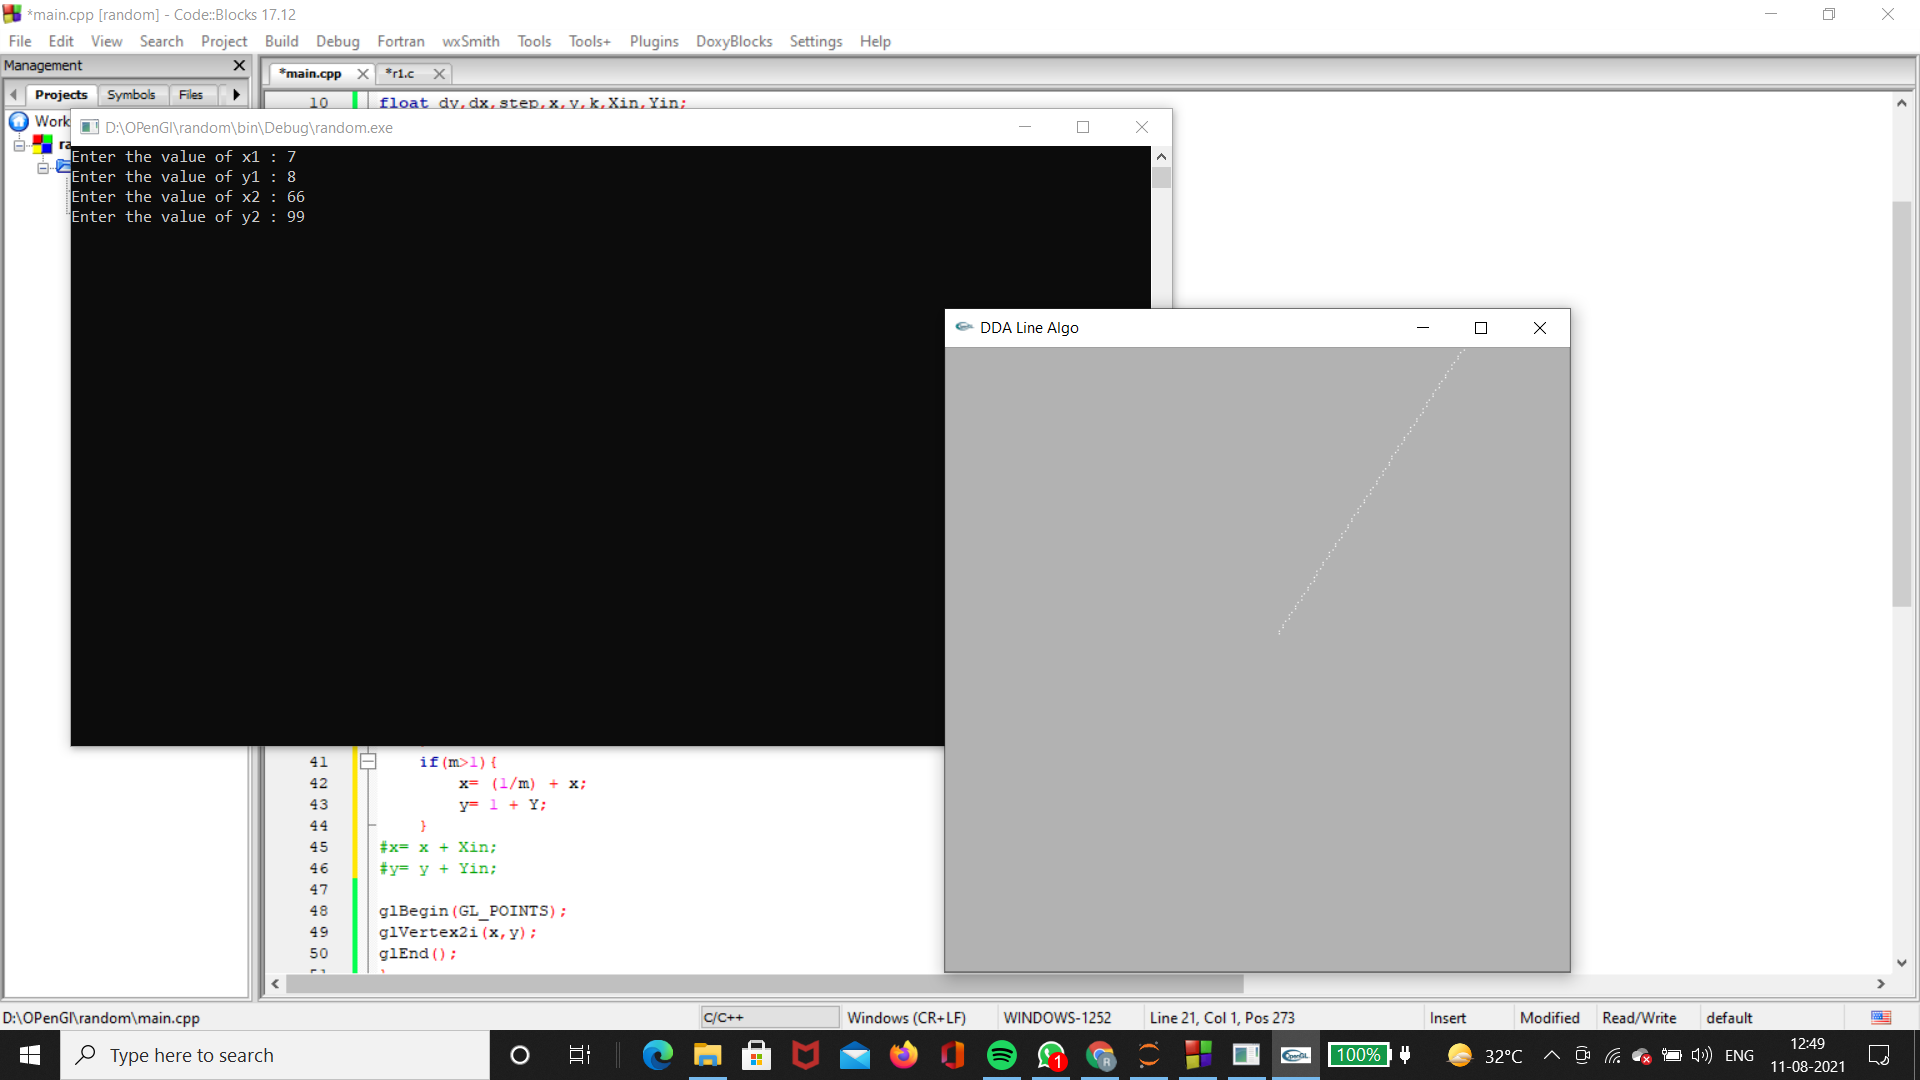 *main.cpp [random] - Code::Blocks 17.12
File Edit View Search Project Build Debug Fortran wxSmith Tools Tools+ Plugins DoxyBlocks Settings Help
Management
Projects Symbols Files
*main.cpp *r1.c
10 float dy,dx,step,x,y,k,Xin,Yin;
Work
ra
D:\OPenGl\random\bin\Debug\random.exe
Enter the value of x1 : 7
Enter the value of y1 : 8
Enter the value of x2 : 66
Enter the value of y2 : 99
DDA Line Algo
41 if(m>1){
42 x= (1/m) + x;
43 y= 1 + Y;
44 }
45 #x= x + Xin;
46 #y= y + Yin;
47
48 glBegin(GL_POINTS);
49 glVertex2i(x,y);
50 glEnd();
D:\OPenGl\random\main.cpp C/C++ Windows (CR+LF) WINDOWS-1252 Line 21, Col 1, Pos 273 Insert Modified Read/Write default
Type here to search
1
R
OpenGL
100%
32°C
ENG
12:49
11-08-2021